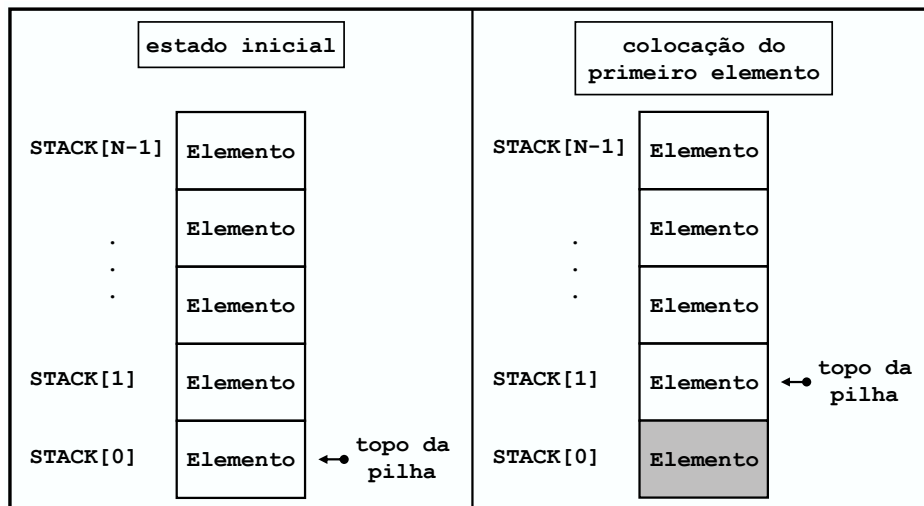 estado inicial
STACK[N-1]
Elemento
Elemento
.
.
.
Elemento
STACK[1]
Elemento
STACK[0]
Elemento
topo da
pilha
colocação do
primeiro elemento
STACK[N-1]
Elemento
Elemento
.
.
.
Elemento
STACK[1]
Elemento
topo da
pilha
STACK[0]
Elemento